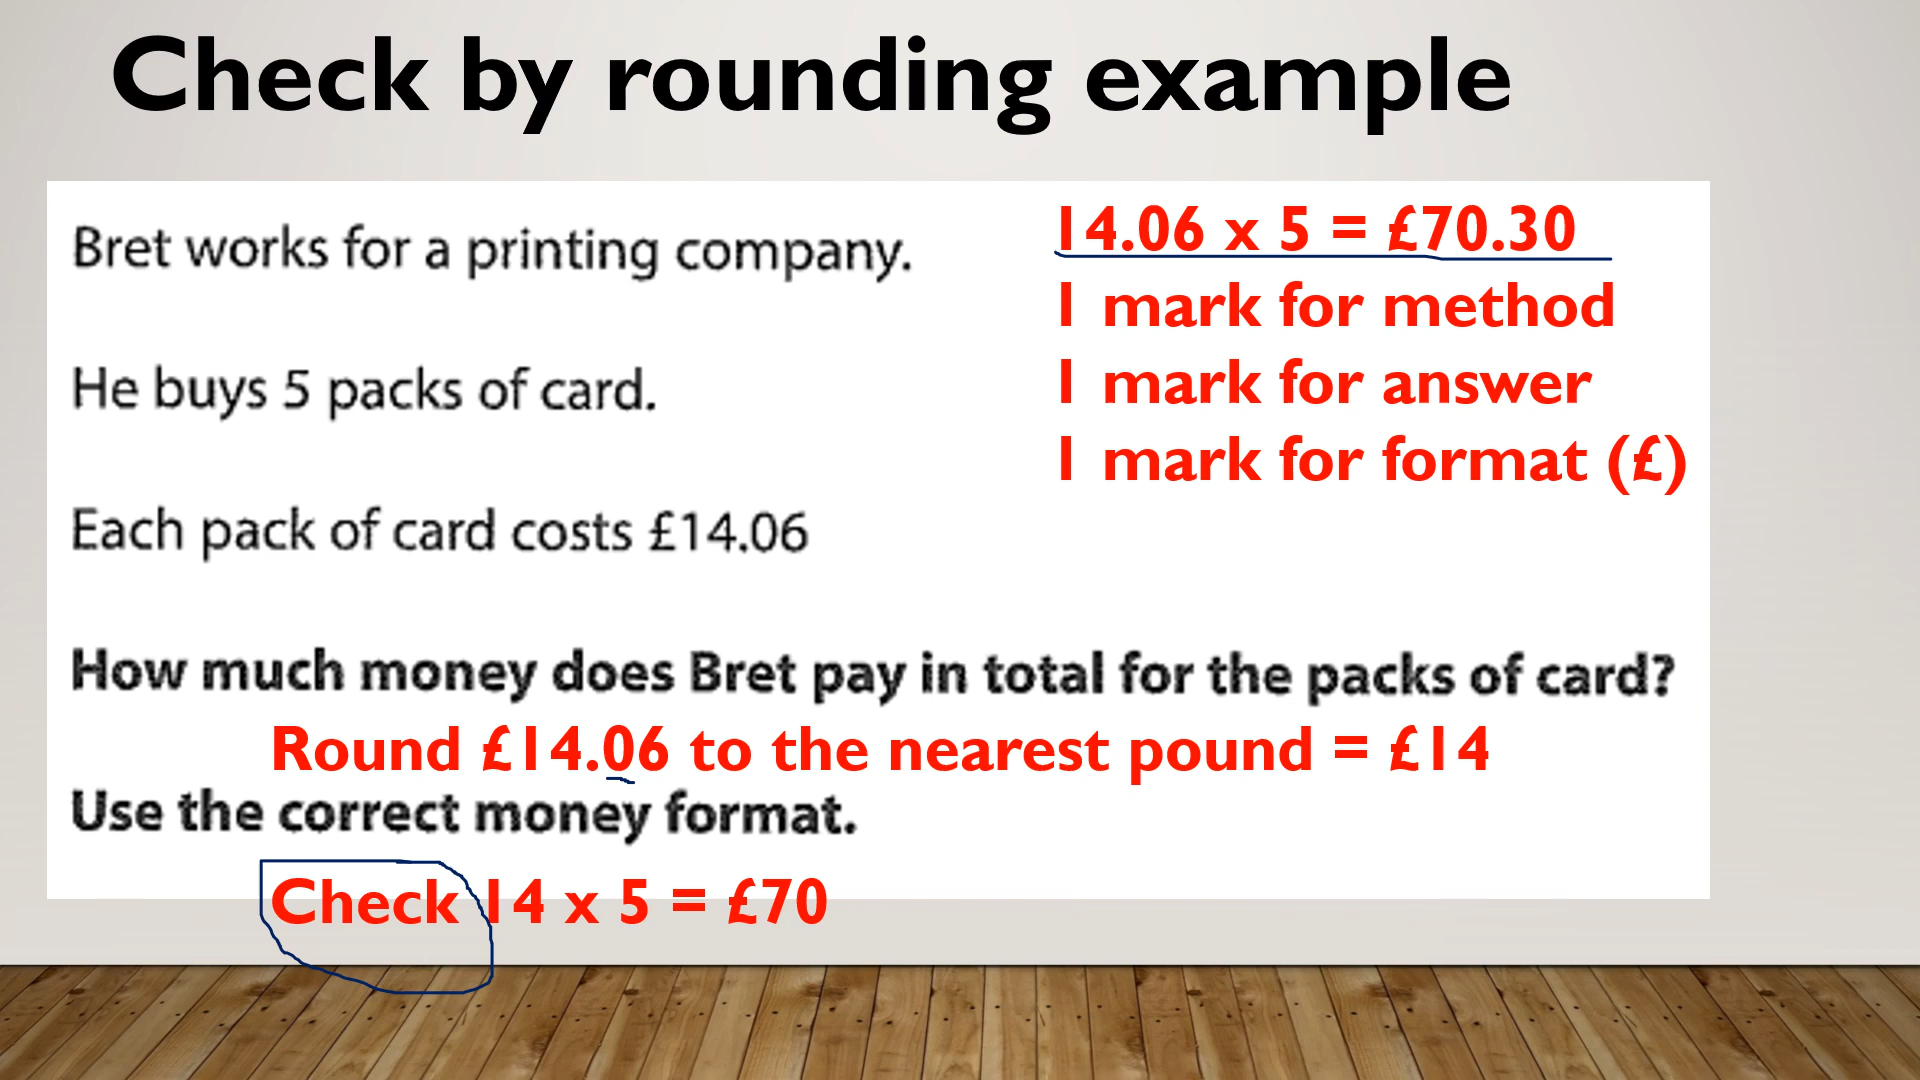 Check by rounding example
Bret works for a printing company.
14.06 x 5 = £70.30
1 mark for method
1 mark for answer
1 mark for format (£)
He buys 5 packs of card.
Each pack of card costs £14.06
How much money does Bret pay in total for the packs of card?
Round £14.06 to the nearest pound = £14
Use the correct money format.
Check 14 x 5 = £70